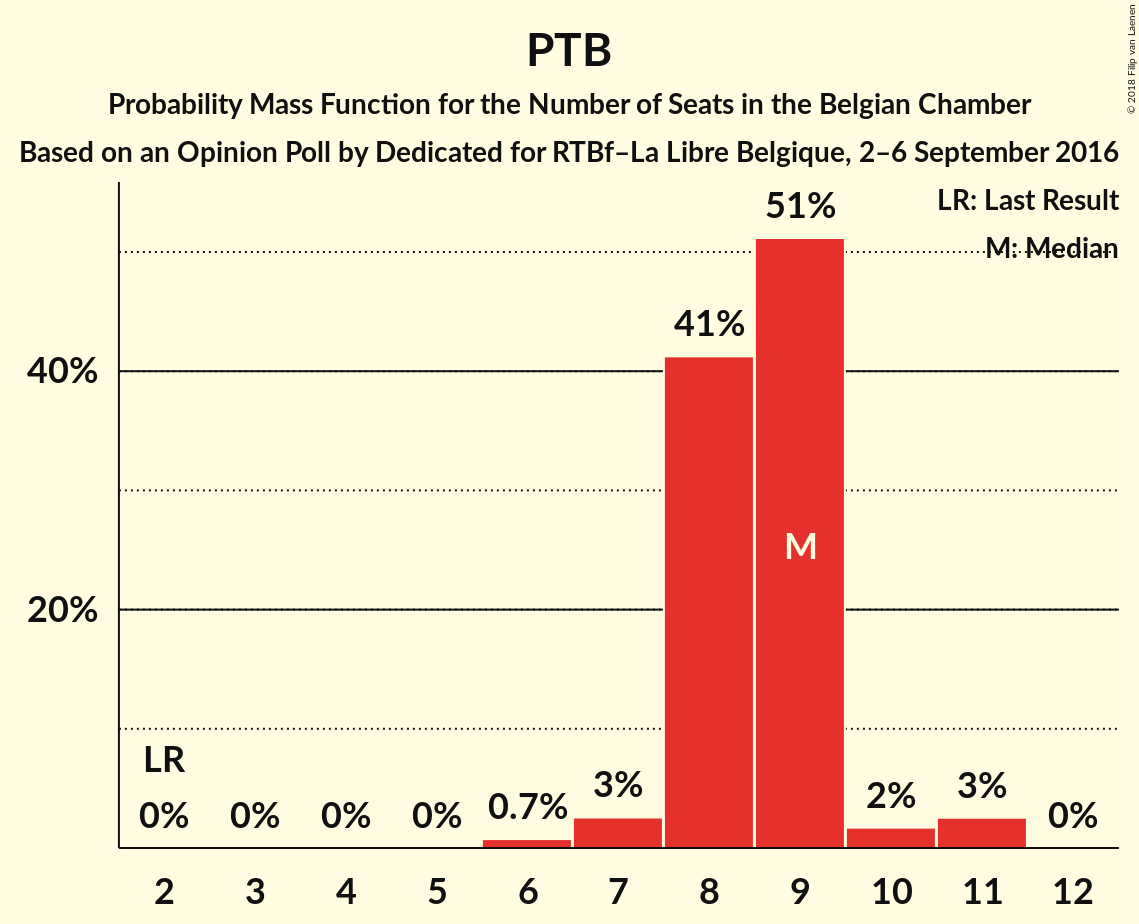 PTB
Probability Mass Function for the Number of Seats in the Belgian Chamber
Based on an Opinion Poll by Dedicated for RTBf–La Libre Belgique, 2–6 September 2016
© 2018 Filip van Laenen
LR: Last Result
M: Median
51%
41%
40%
M
20%
LR
0% 0% 0% 0% 0.7% 3% 2% 3% 0%
2 3 4 5 6 7 8 9 10 11 12